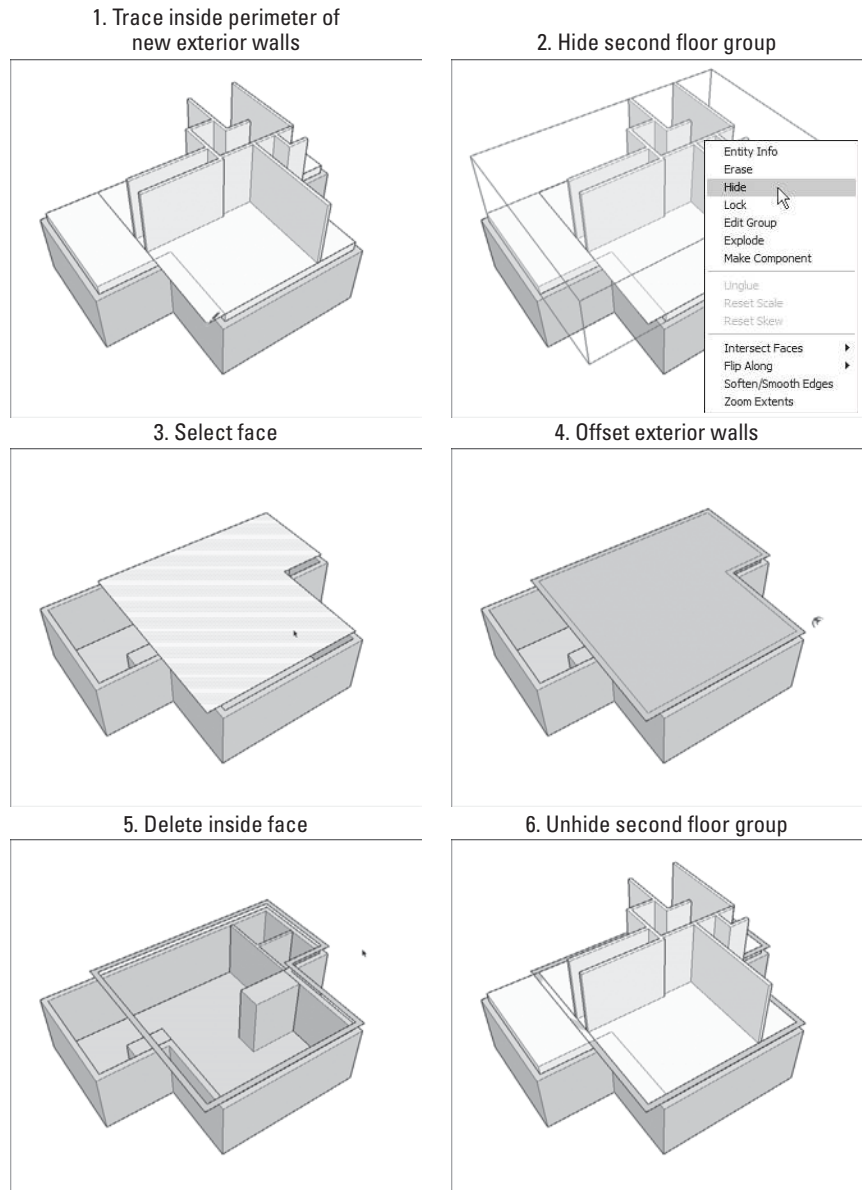 1. Trace inside perimeter of
new exterior walls
2. Hide second floor group
Entity Info
Erase
Hide
Lock
Edit Group
Explode
Make Component
Unglue
Reset Scale
Reset Skew
Intersect Faces
Flip Along
Soften/Smooth Edges
Zoom Extents
3. Select face
4. Offset exterior walls
5. Delete inside face
6. Unhide second floor group